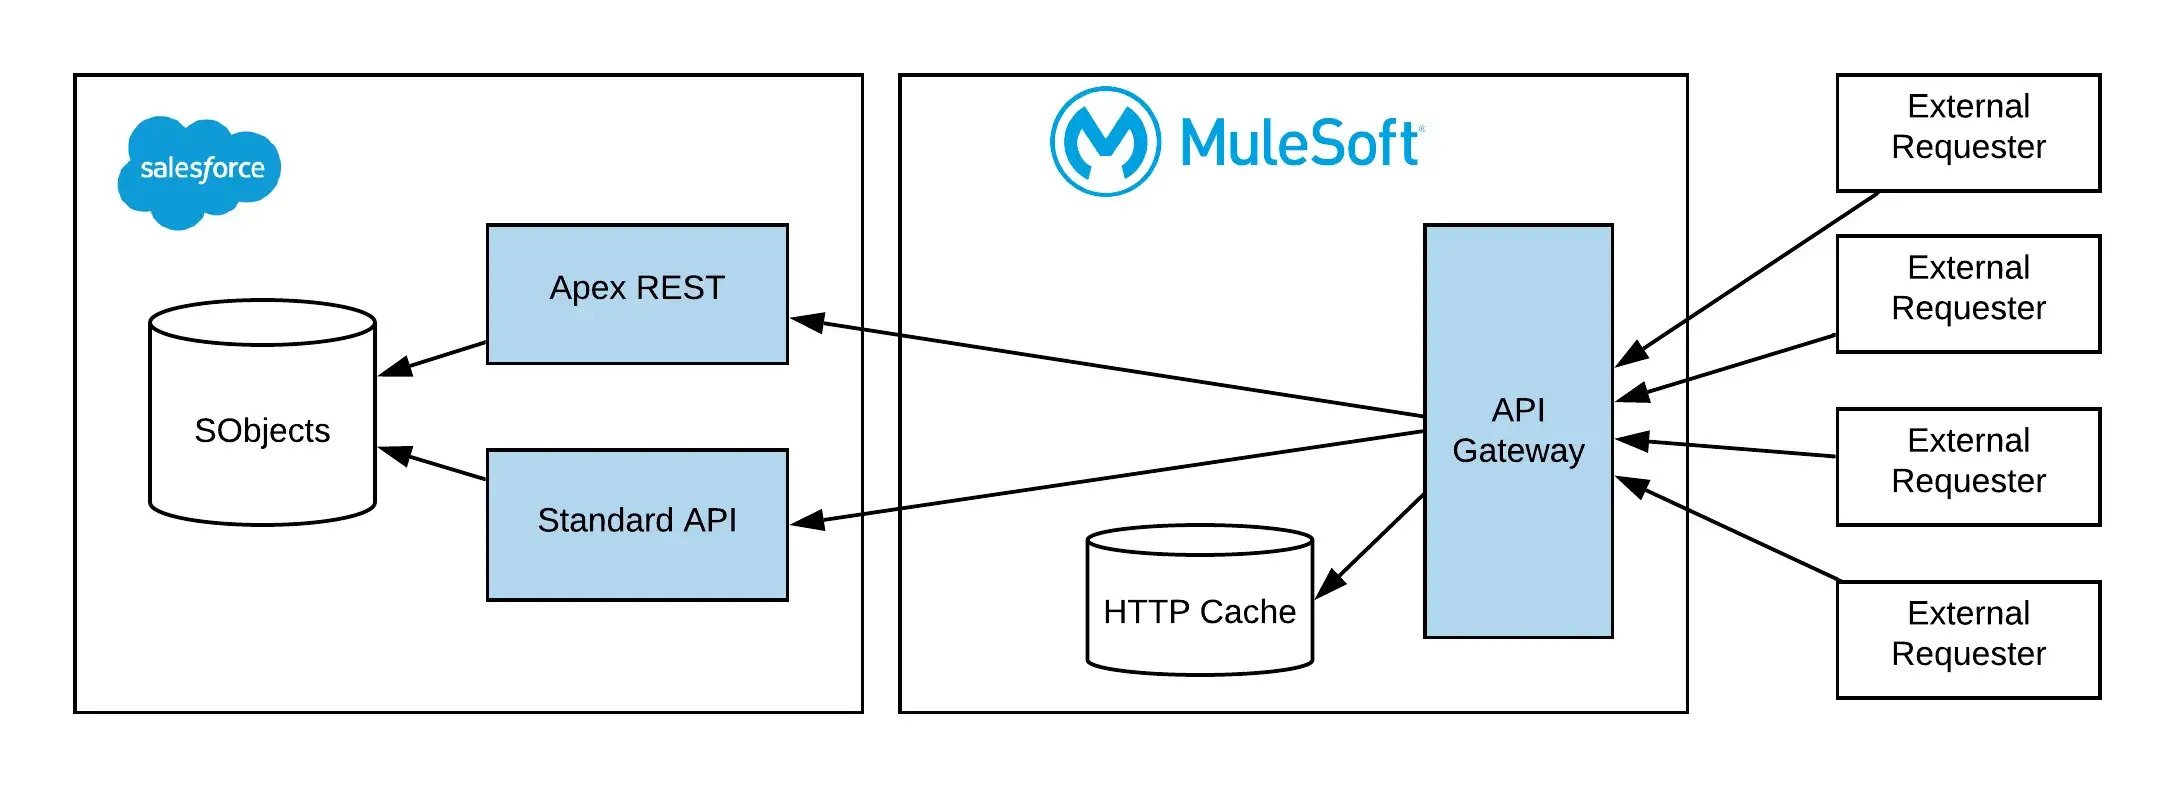 salesforce
MuleSoft
External
Requester
External
Requester
Apex REST
API
Gateway
SObjects
External
Requester
Standard API
HTTP Cache
External
Requester